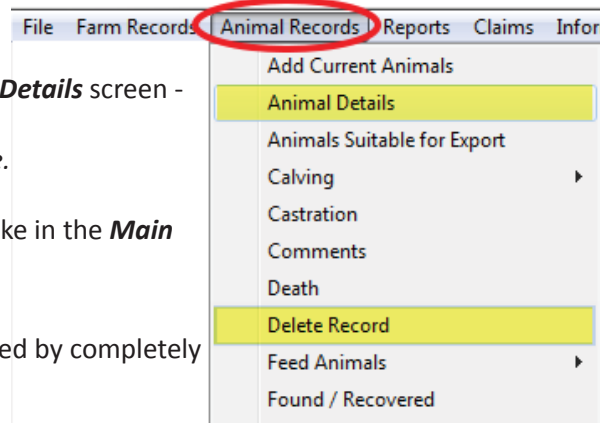 File Farm Records Animal Records Reports Claims Infor
Add Current Animals
Details screen -
Animal Details
Animals Suitable for Export
e.
Calving
Castration
ke in the Main
Comments
Death
Delete Record
ed by completely
Feed Animals
Found / Recovered